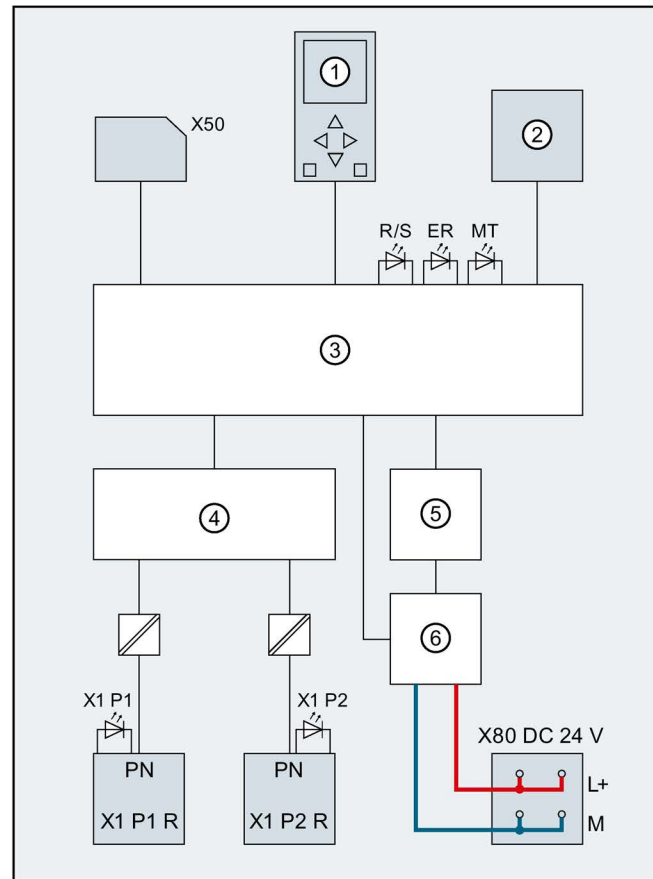 ①
X50
②
R/S ER MT
③
④
⑤
⑥
X1 P1
X1 P2
X80 DC 24 V
PN
PN
L+
X1 P1 R
X1 P2 R
M